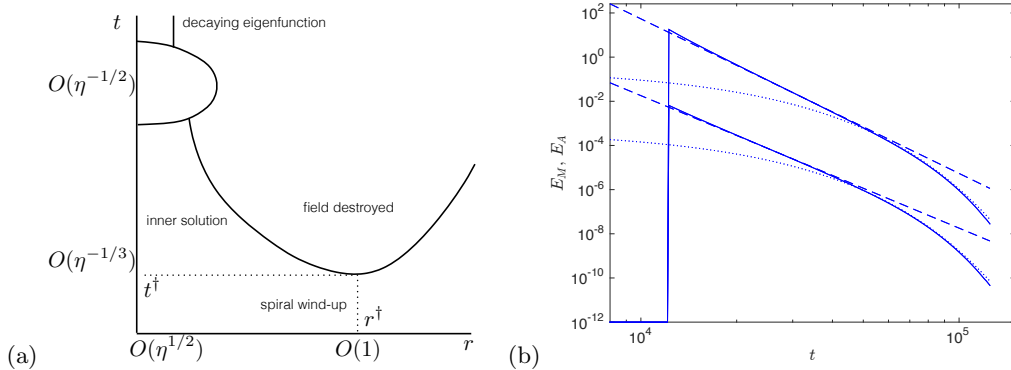 t
decaying eigenfunction
O(η^{-1/2})
inner solution
field destroyed
O(η^{-1/3})
t†
spiral wind-up
r†
(a)
O(η^{1/2})
O(1)
r
10^2
10^0
10^{-2}
10^{-4}
10^{-6}
10^{-8}
10^{-10}
10^{-12}
E_M, E_A
10^4
10^5
t
(b)